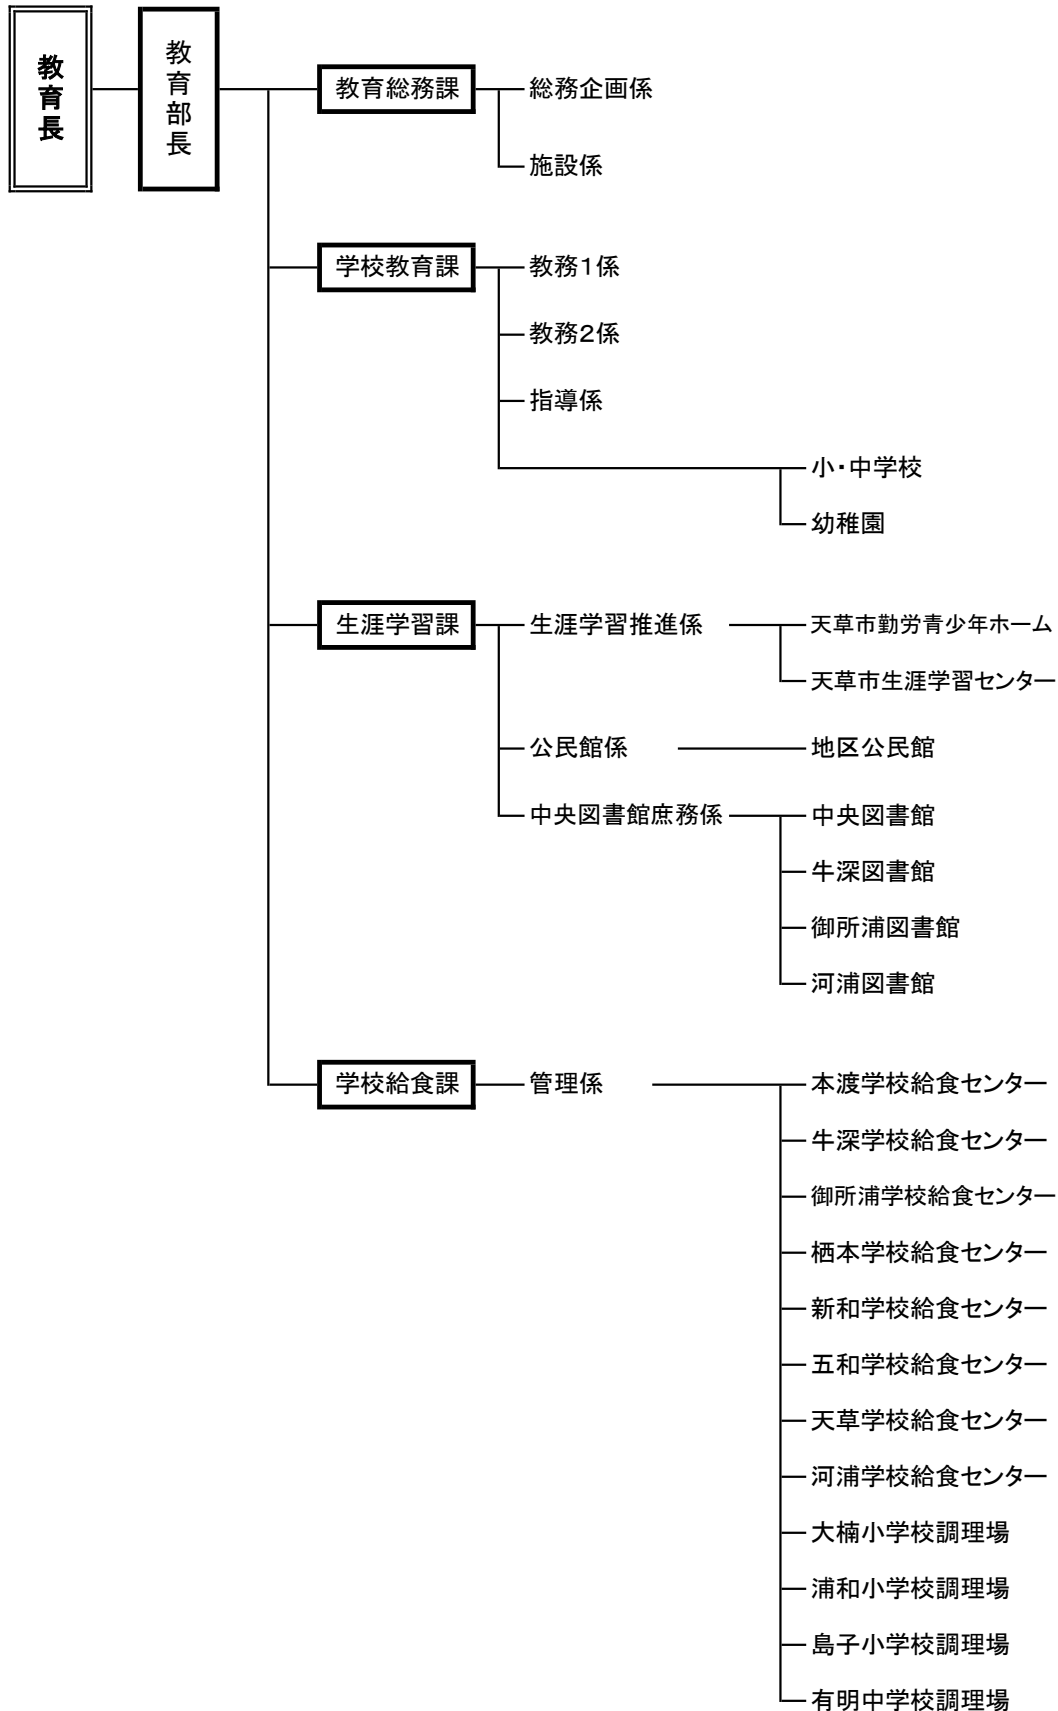 教育長
教育部長
教育総務課
総務企画係
施設係
学校教育課
教務1係
教務2係
指導係
小・中学校
幼稚園
生涯学習課
生涯学習推進係
天草市勤労青少年ホーム
天草市生涯学習センター
公民館係
地区公民館
中央図書館庶務係
中央図書館
牛深図書館
御所浦図書館
河浦図書館
学校給食課
管理係
本渡学校給食センター
牛深学校給食センター
御所浦学校給食センター
栖本学校給食センター
新和学校給食センター
五和学校給食センター
天草学校給食センター
河浦学校給食センター
大楠小学校調理場
浦和小学校調理場
島子小学校調理場
有明中学校調理場